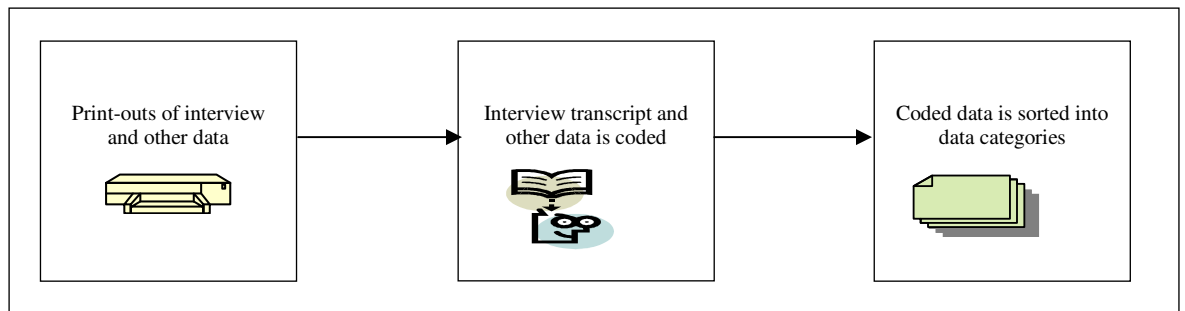 Print-outs of interview
and other data
Interview transcript and
other data is coded
Coded data is sorted into
data categories